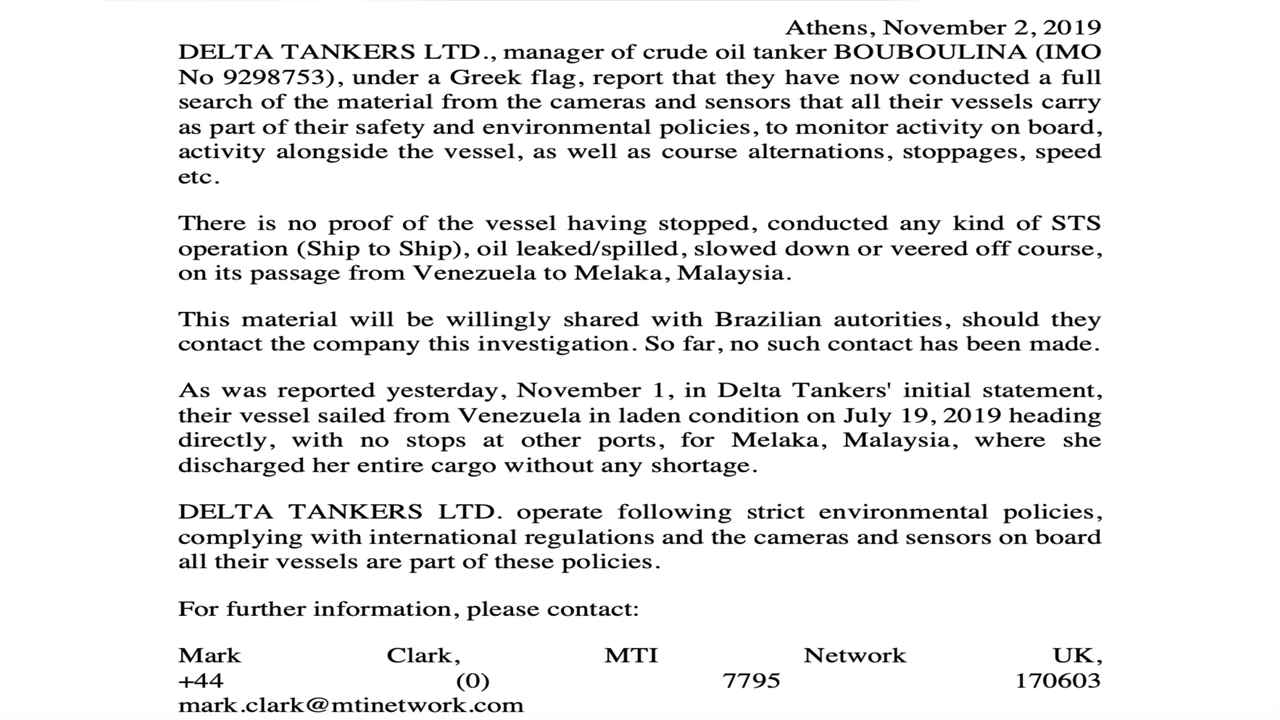 Athens, November 2, 2019
DELTA TANKERS LTD., manager of crude oil tanker BOUBOULINA (IMO
No 9298753), under a Greek flag, report that they have now conducted a full
search of the material from the cameras and sensors that all their vessels carry
as part of their safety and environmental policies, to monitor activity on board,
activity alongside the vessel, as well as course alternations, stoppages, speed
etc.
There is no proof of the vessel having stopped, conducted any kind of STS
operation (Ship to Ship), oil leaked/spilled, slowed down or veered off course,
on its passage from Venezuela to Melaka, Malaysia.
This material will be willingly shared with Brazilian autorities, should they
contact the company this investigation. So far, no such contact has been made.
As was reported yesterday, November 1, in Delta Tankers' initial statement,
their vessel sailed from Venezuela in laden condition on July 19, 2019 heading
directly, with no stops at other ports, for Melaka, Malaysia, where she
discharged her entire cargo without any shortage.
DELTA TANKERS LTD. operate following strict environmental policies,
complying with international regulations and the cameras and sensors on board
all their vessels are part of these policies.
For further information, please contact:
Mark Clark, MTI Network UK,
+44 (0) 7795 170603
mark.clark@mtinetwork.com